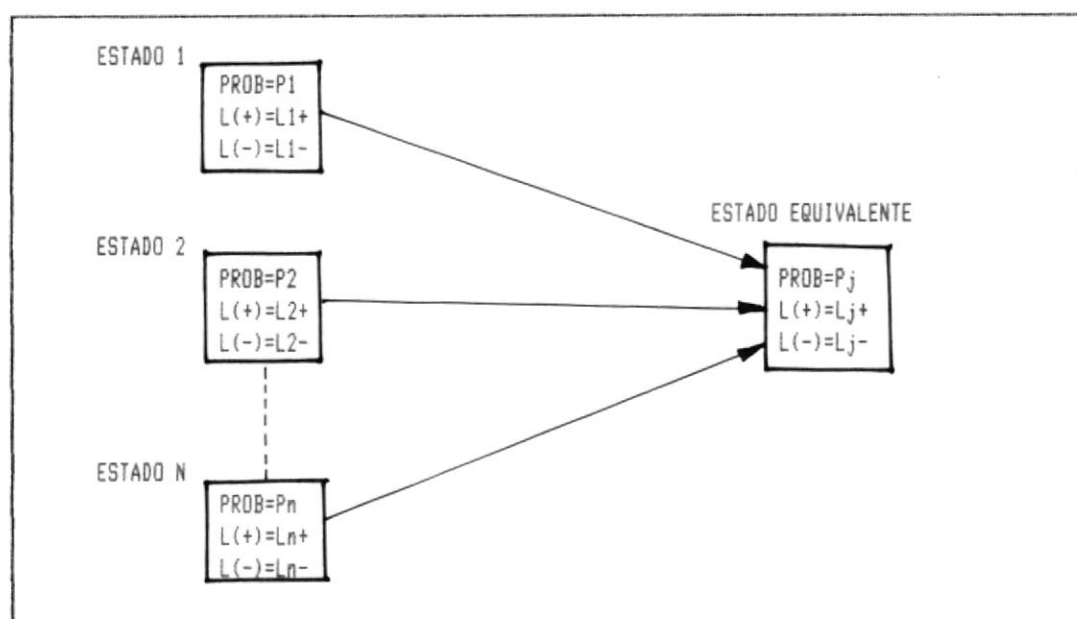 ESTADO 1
PROB=P1
L(+)=L1+
L(-)=L1-
ESTADO 2
PROB=P2
L(+)=L2+
L(-)=L2-
ESTADO N
PROB=Pn
L(+)=Ln+
L(-)=Ln-
ESTADO EQUIVALENTE
PROB=Pj
L(+)=Lj+
L(-)=Lj-